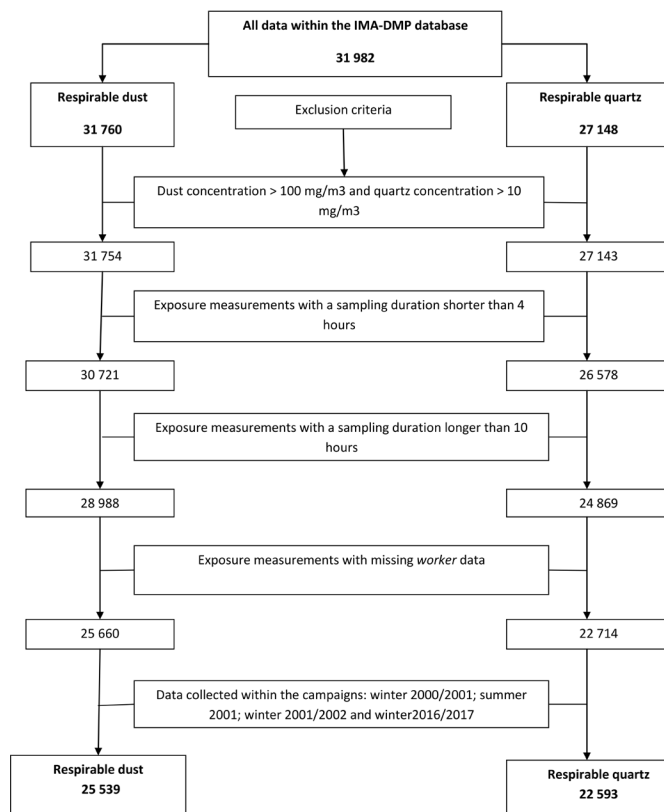 All data within the IMA-DMP database
31 982
Respirable dust
31 760
Exclusion criteria
Respirable quartz
27 148
Dust concentration > 100 mg/m3 and quartz concentration > 10
mg/m3
31 754
27 143
Exposure measurements with a sampling duration shorter than 4
hours
30 721
26 578
Exposure measurements with a sampling duration longer than 10
hours
28 988
24 869
Exposure measurements with missing worker data
25 660
22 714
Data collected within the campaigns: winter 2000/2001; summer
2001; winter 2001/2002 and winter2016/2017
Respirable dust
25 539
Respirable quartz
22 593